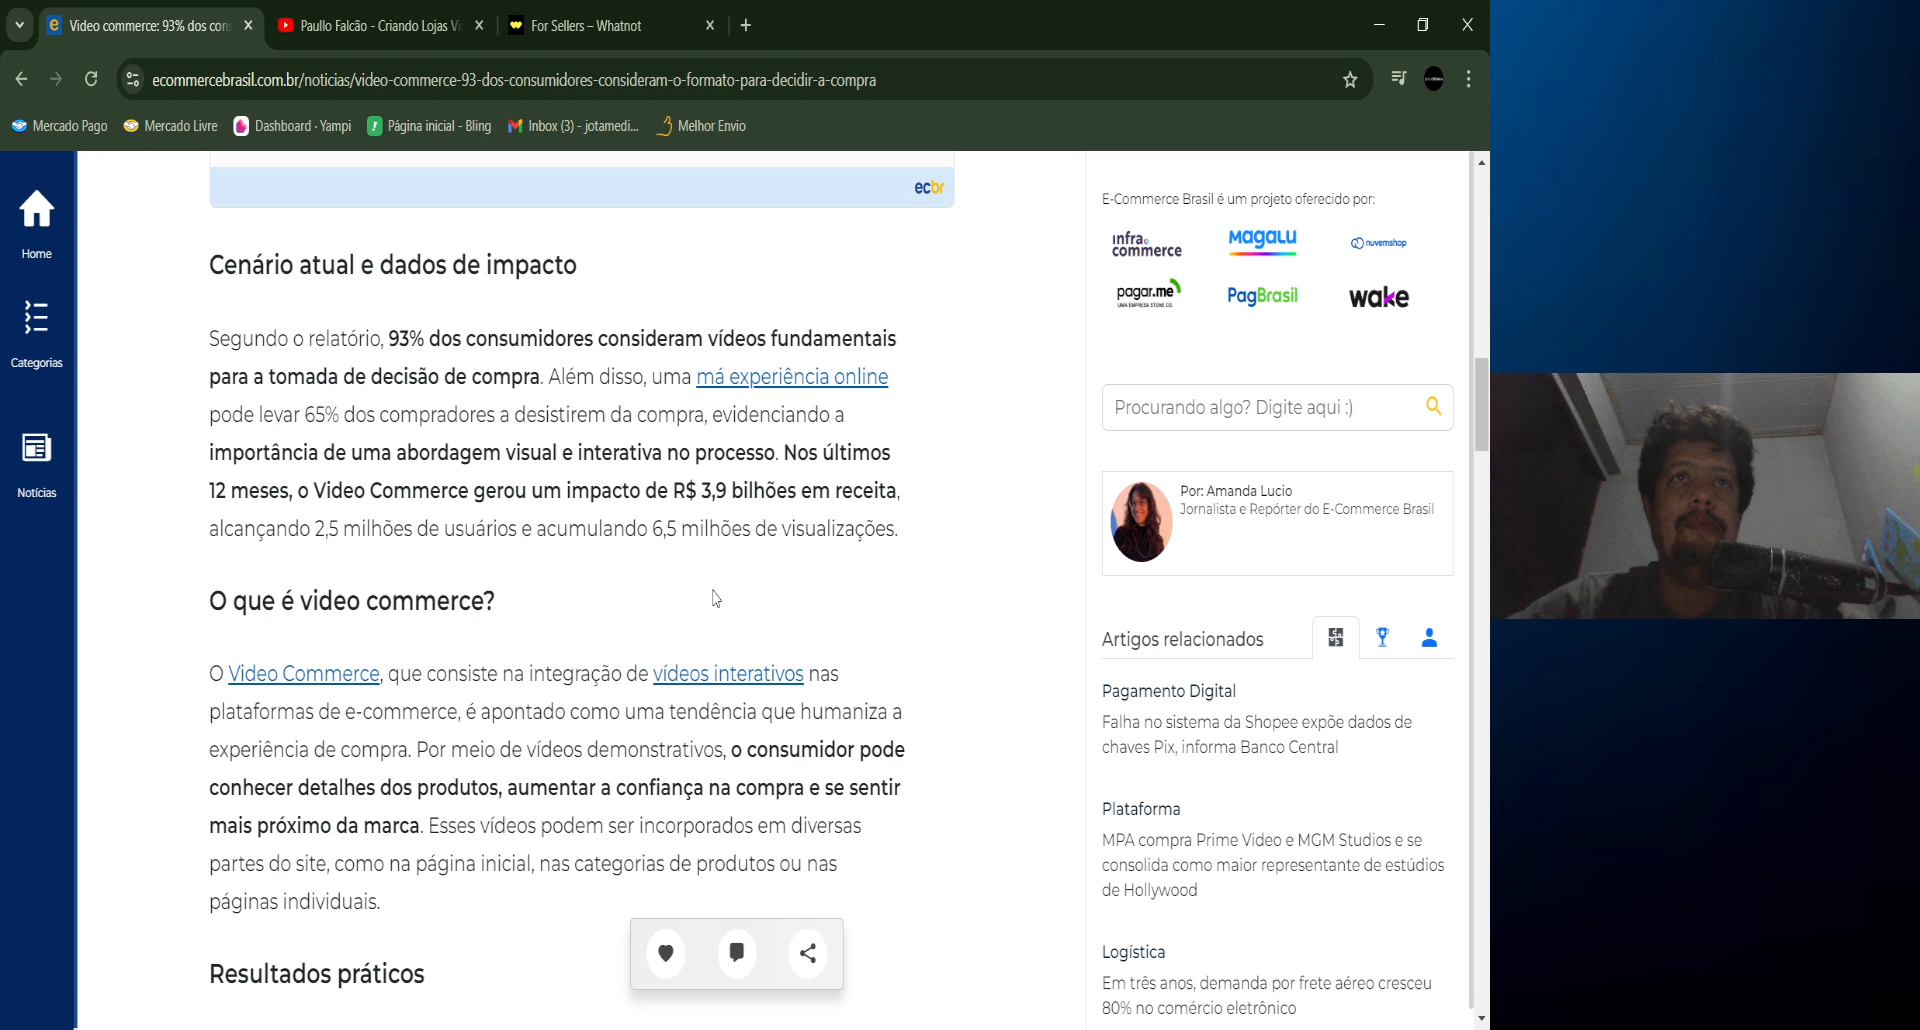 Video commerce: 93% dos con
Paullo Falcão - Criando Lojas Vi
For Sellers – Whatnot
ecommercebrasil.com.br/noticias/video-commerce-93-dos-consumidores-consideram-o-formato-para-decidir-a-compra
Mercado Pago
Mercado Livre
Dashboard · Yampi
Página inicial - Bling
Inbox (3) - jotamedi...
Melhor Envio
Home
Categorias
Notícias
ecbr
Cenário atual e dados de impacto
Segundo o relatório, 93% dos consumidores consideram vídeos fundamentais
para a tomada de decisão de compra. Além disso, uma má experiência online
pode levar 65% dos compradores a desistirem da compra, evidenciando a
importância de uma abordagem visual e interativa no processo. Nos últimos
12 meses, o Video Commerce gerou um impacto de R$ 3,9 bilhões em receita,
alcançando 2,5 milhões de usuários e acumulando 6,5 milhões de visualizações.
O que é video commerce?
O Video Commerce, que consiste na integração de vídeos interativos nas
plataformas de e-commerce, é apontado como uma tendência que humaniza a
experiência de compra. Por meio de vídeos demonstrativos, o consumidor pode
conhecer detalhes dos produtos, aumentar a confiança na compra e se sentir
mais próximo da marca. Esses vídeos podem ser incorporados em diversas
partes do site, como na página inicial, nas categorias de produtos ou nas
páginas individuais.
Resultados práticos
E-Commerce Brasil é um projeto oferecido por:
infra.
commerce
MAGALU
nuvemshop
pagar.me
UMA EMPRESA STONE CO.
PagBrasil
wake
Procurando algo? Digite aqui :)
Por: Amanda Lucio
Jornalista e Repórter do E-Commerce Brasil
Artigos relacionados
Pagamento Digital
Falha no sistema da Shopee expõe dados de
chaves Pix, informa Banco Central
Plataforma
MPA compra Prime Video e MGM Studios e se
consolida como maior representante de estúdios
de Hollywood
Logística
Em três anos, demanda por frete aéreo cresceu
80% no comércio eletrônico